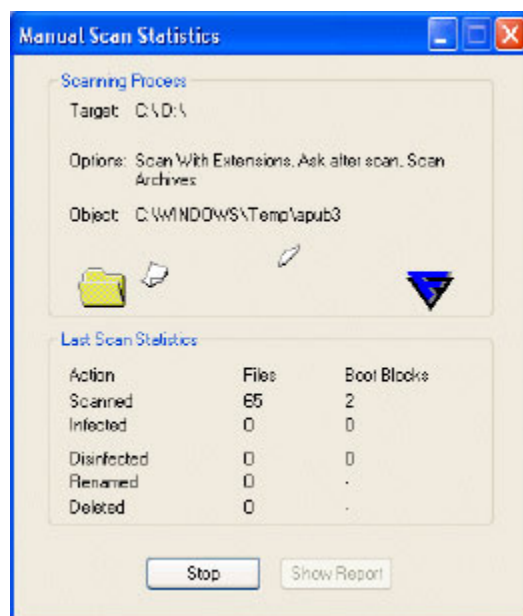 Manual Scan Statistics
Scanning Process
Target: C:\ D:\
Options: Scan With Extensions, Ask after scan, Scan
Archives
Object: C:\WINDOWS\Temp\apub3
Last Scan Statistics
Action Files Boot Blocks
Scanned 65 2
Infected 0 0
Disinfected 0 0
Renamed 0 -
Deleted 0 -
Stop Show Report